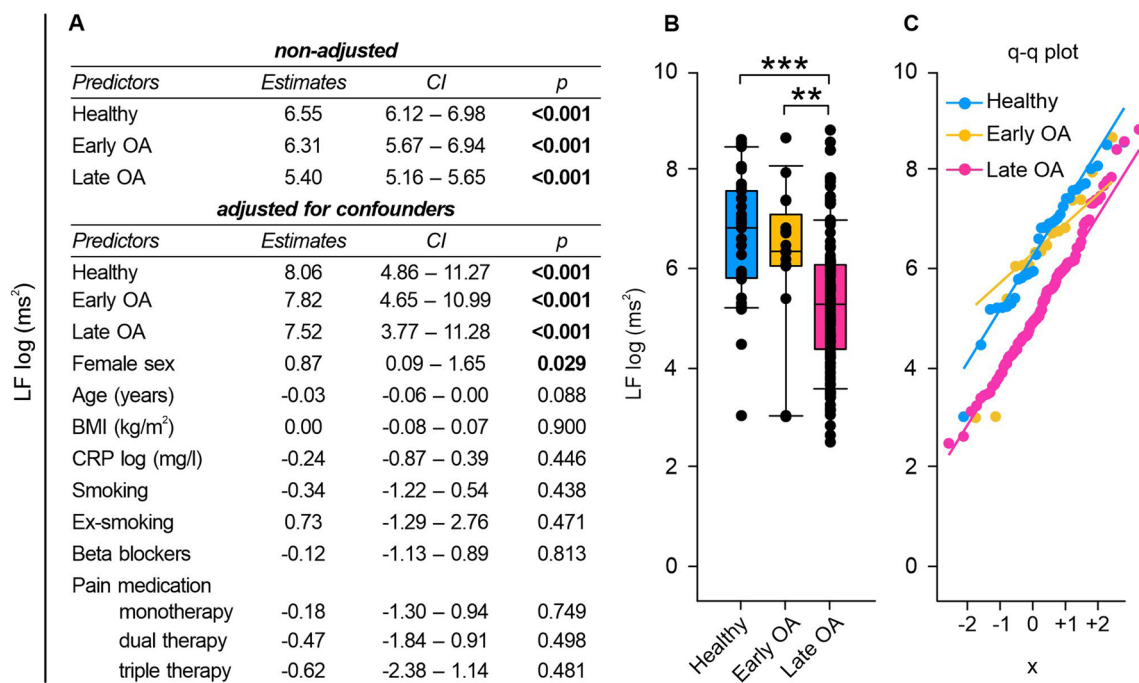 LF log (ms²)
A
non-adjusted
Predictors Estimates CI p
Healthy 6.55 6.12 – 6.98 <0.001
Early OA 6.31 5.67 – 6.94 <0.001
Late OA 5.40 5.16 – 5.65 <0.001
adjusted for confounders
Predictors Estimates CI p
Healthy 8.06 4.86 – 11.27 <0.001
Early OA 7.82 4.65 – 10.99 <0.001
Late OA 7.52 3.77 – 11.28 <0.001
Female sex 0.87 0.09 – 1.65 0.029
Age (years) -0.03 -0.06 – 0.00 0.088
BMI (kg/m²) 0.00 -0.08 – 0.07 0.900
CRP log (mg/l) -0.24 -0.87 – 0.39 0.446
Smoking -0.34 -1.22 – 0.54 0.438
Ex-smoking 0.73 -1.29 – 2.76 0.471
Beta blockers -0.12 -1.13 – 0.89 0.813
Pain medication
monotherapy -0.18 -1.30 – 0.94 0.749
dual therapy -0.47 -1.84 – 0.91 0.498
triple therapy -0.62 -2.38 – 1.14 0.481
B
LF log (ms²)
10
8
6
4
2
0
***
**
Healthy
Early OA
Late OA
C
q-q plot
10
8
6
4
2
0
Healthy
Early OA
Late OA
-2 -1 0 +1 +2
x